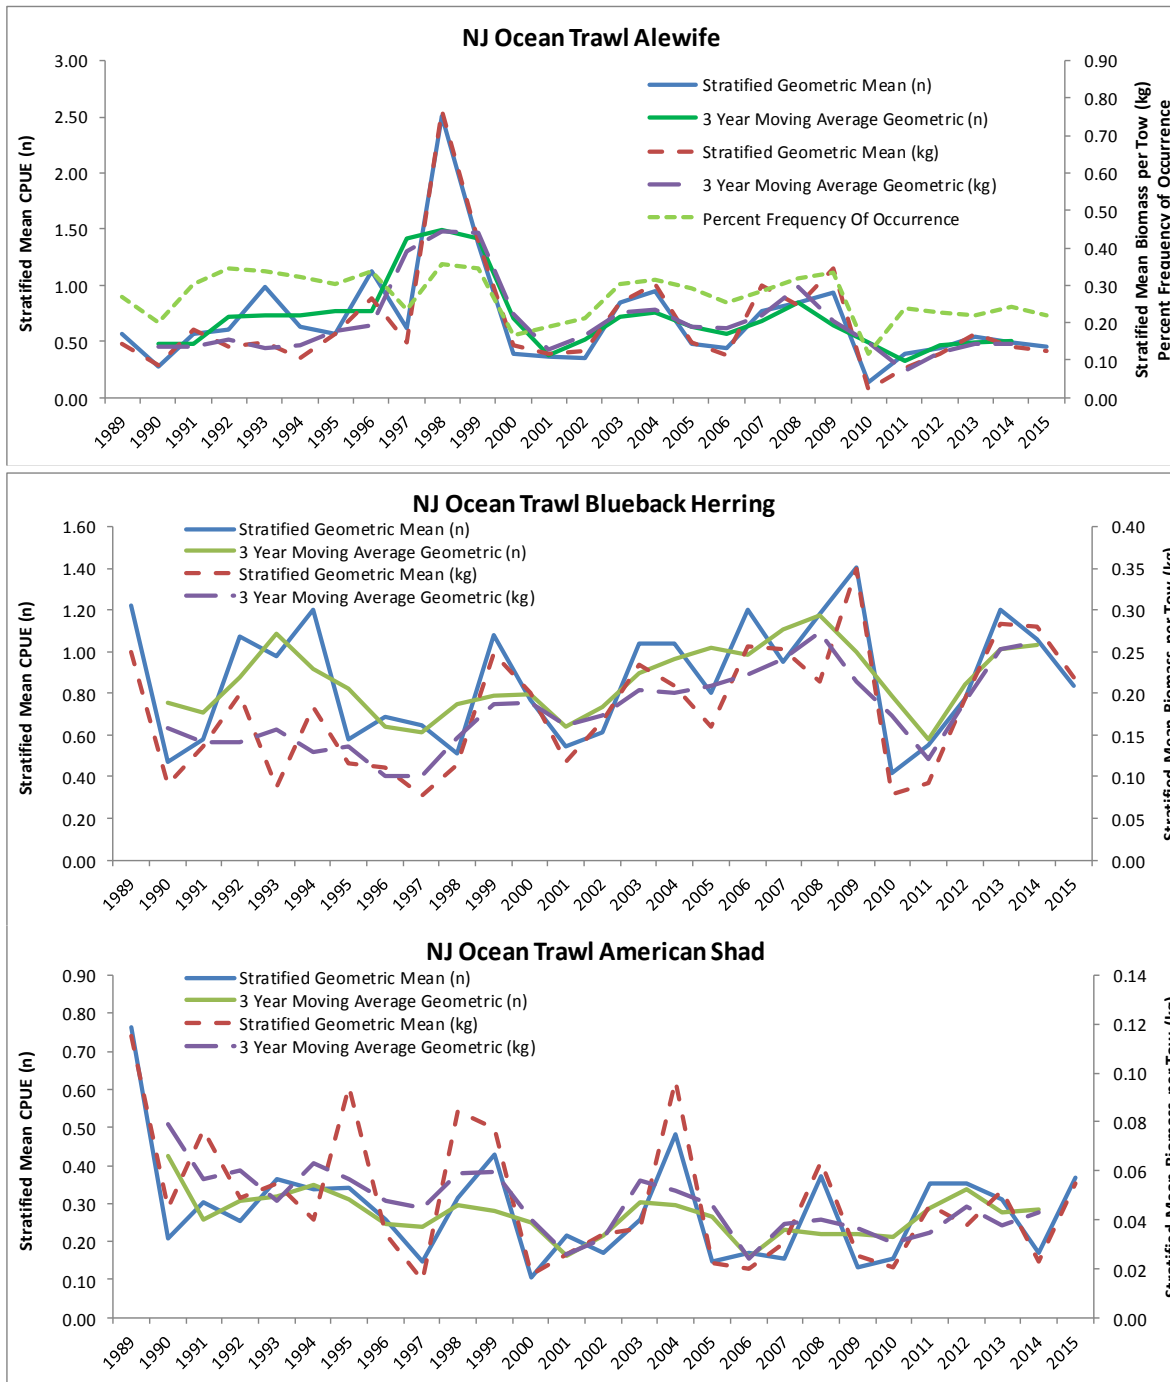 NJ Ocean Trawl Alewife
3.00
2.50
2.00
1.50
1.00
0.50
0.00
Stratified Mean CPUE (n)
Stratified Geometric Mean (n)
3 Year Moving Average Geometric (n)
Stratified Geometric Mean (kg)
3 Year Moving Average Geometric (kg)
Percent Frequency Of Occurrence
0.90
0.80
0.70
0.60
0.50
0.40
0.30
0.20
0.10
0.00
Stratified Mean Biomass per Tow (kg)
Percent Frequency of Occurrence
1989 1990 1991 1992 1993 1994 1995 1996 1997 1998 1999 2000 2001 2002 2003 2004 2005 2006 2007 2008 2009 2010 2011 2012 2013 2014 2015
NJ Ocean Trawl Blueback Herring
1.60
1.40
1.20
1.00
0.80
0.60
0.40
0.20
0.00
Stratified Mean CPUE (n)
Stratified Geometric Mean (n)
3 Year Moving Average Geometric (n)
Stratified Geometric Mean (kg)
3 Year Moving Average Geometric (kg)
0.40
0.35
0.30
0.25
0.20
0.15
0.10
0.05
0.00
Stratified Mean Biomass per Tow (kg)
1989 1990 1991 1992 1993 1994 1995 1996 1997 1998 1999 2000 2001 2002 2003 2004 2005 2006 2007 2008 2009 2010 2011 2012 2013 2014 2015
NJ Ocean Trawl American Shad
0.90
0.80
0.70
0.60
0.50
0.40
0.30
0.20
0.10
0.00
Stratified Mean CPUE (n)
Stratified Geometric Mean (n)
3 Year Moving Average Geometric (n)
Stratified Geometric Mean (kg)
3 Year Moving Average Geometric (kg)
0.14
0.12
0.10
0.08
0.06
0.04
0.02
0.00
Stratified Mean Biomass per Tow (kg)
1989 1990 1991 1992 1993 1994 1995 1996 1997 1998 1999 2000 2001 2002 2003 2004 2005 2006 2007 2008 2009 2010 2011 2012 2013 2014 2015